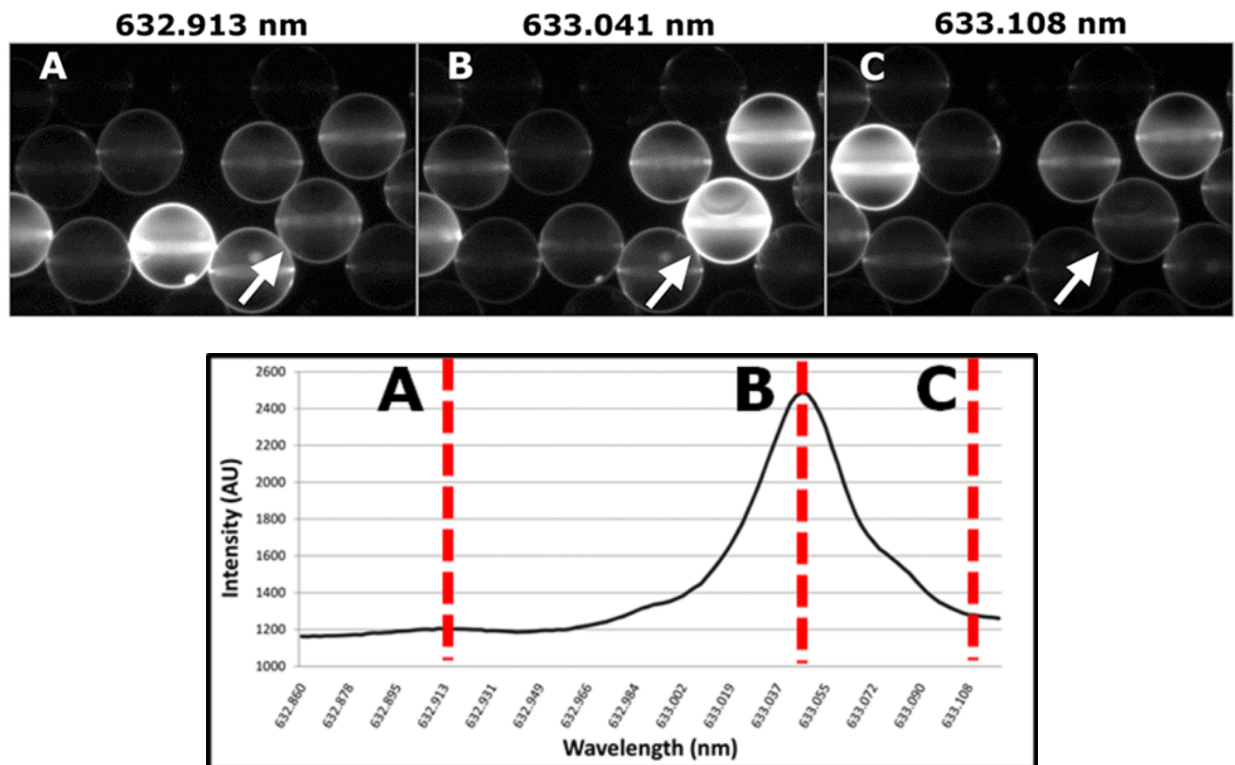 632.913 nm 633.041 nm 633.108 nm
A B C
A B C
2600
2400
2200
2000
1800
1600
1400
1200
1000
Intensity (AU)
632.860 632.878 632.895 632.913 632.931 632.949 632.966 632.984 633.002 633.019 633.037 633.055 633.072 633.090 633.108
Wavelength (nm)